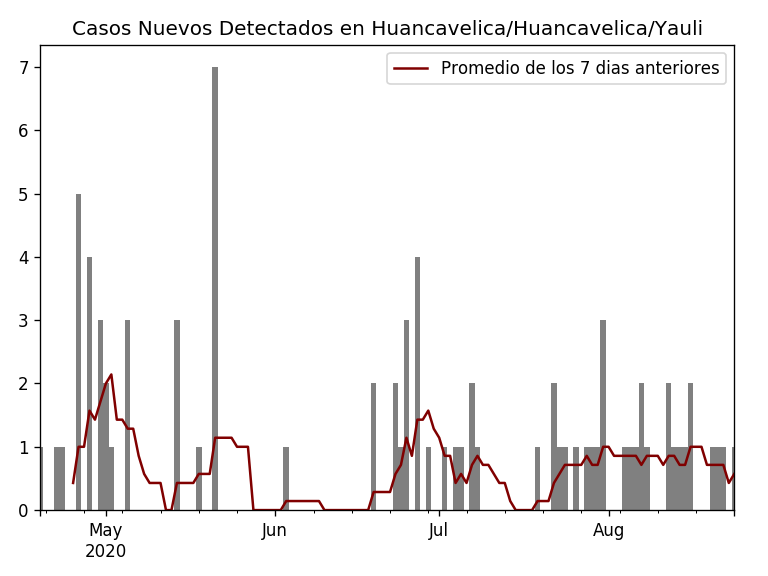 Casos Nuevos Detectados en Huancavelica/Huancavelica/Yauli
Promedio de los 7 dias anteriores
7
6
5
4
3
2
1
0
May
2020
Jun
Jul
Aug